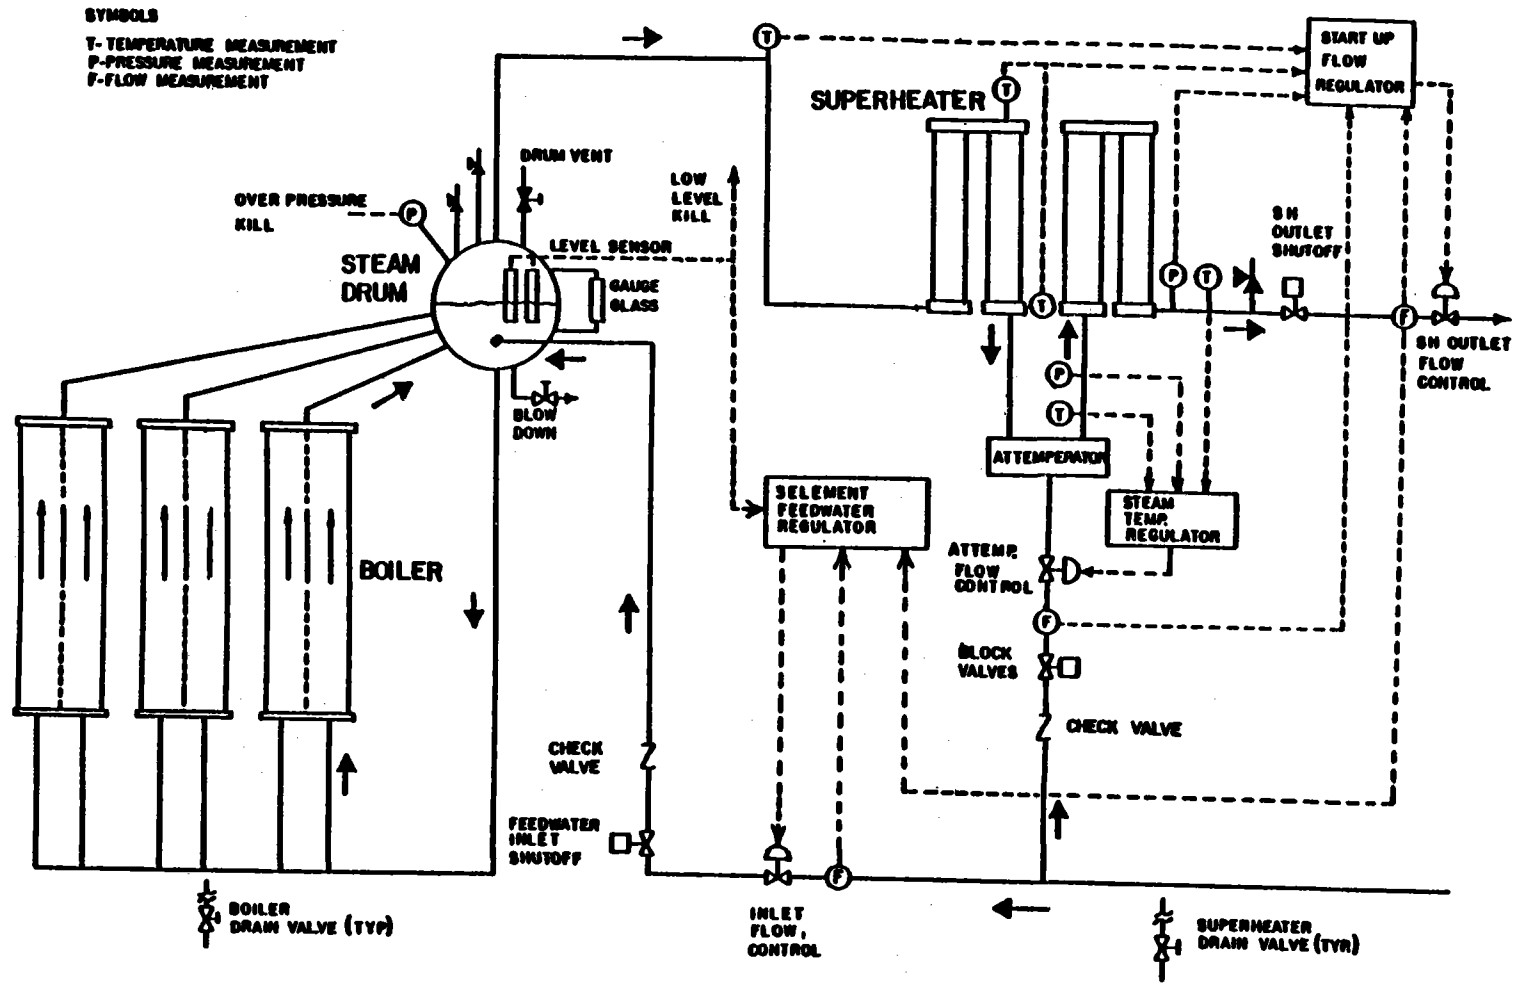 SYMBOLS
T- TEMPERATURE MEASUREMENT
P-PRESSURE MEASUREMENT
F-FLOW MEASUREMENT
T
START UP
FLOW
REGULATOR
SUPERHEATER
T
DRUM VENT
LOW
LEVEL
KILL
OVER PRESSURE
KILL
P
SH
OUTLET
SHUTOFF
LEVEL SENSOR
STEAM
DRUM
GAUGE
GLASS
T
P
T
F
SH OUTLET
FLOW
CONTROL
P
T
BLOW
DOWN
ATTEMPERATOR
3ELEMENT
FEEDWATER
REGULATOR
STEAM
TEMP.
REGULATOR
BOILER
ATTEMP.
FLOW
CONTROL
F
BLOCK
VALVES
CHECK VALVE
CHECK
VALVE
FEEDWATER
INLET
SHUTOFF
F
BOILER
DRAIN VALVE (TYP)
INLET
FLOW,
CONTROL
SUPERHEATER
DRAIN VALVE (TYR)